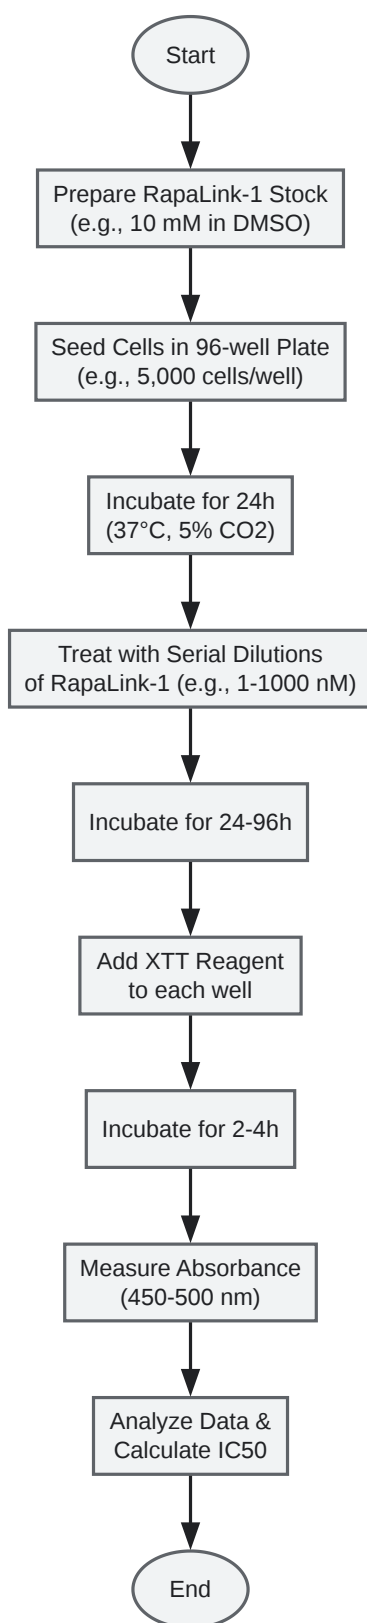 Start
Prepare RapaLink-1 Stock
(e.g., 10 mM in DMSO)
Seed Cells in 96-well Plate
(e.g., 5,000 cells/well)
Incubate for 24h
(37°C, 5% CO2)
Treat with Serial Dilutions
of RapaLink-1 (e.g., 1-1000 nM)
Incubate for 24-96h
Add XTT Reagent
to each well
Incubate for 2-4h
Measure Absorbance
(450-500 nm)
Analyze Data &
Calculate IC50
End